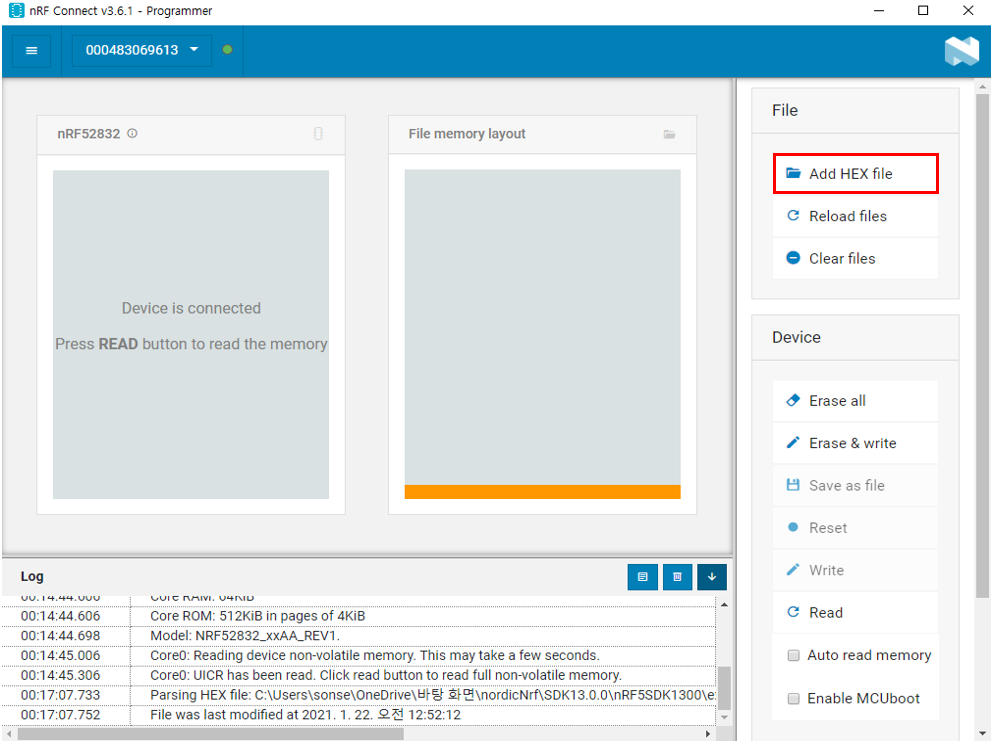 nRF Connect v3.6.1 - Programmer
000483069613
nRF52832
File memory layout
Device is connected
Press READ button to read the memory
File
Add HEX file
Reload files
Clear files
Device
Erase all
Erase & write
Save as file
Reset
Write
Read
Auto read memory
Enable MCUboot
Log
00:14:44.606 Core RAM: 64KiB
00:14:44.606 Core ROM: 512KiB in pages of 4KiB
00:14:44.698 Model: NRF52832_xxAA_REV1.
00:14:45.006 Core0: Reading device non-volatile memory. This may take a few seconds.
00:14:45.306 Core0: UICR has been read. Click read button to read full non-volatile memory.
00:17:07.733 Parsing HEX file: C:\Users\sonse\OneDrive\바탕 화면\nordicNrf\SDK13.0.0\nRF5SDK1300\e
00:17:07.752 File was last modified at 2021. 1. 22. 오전 12:52:12